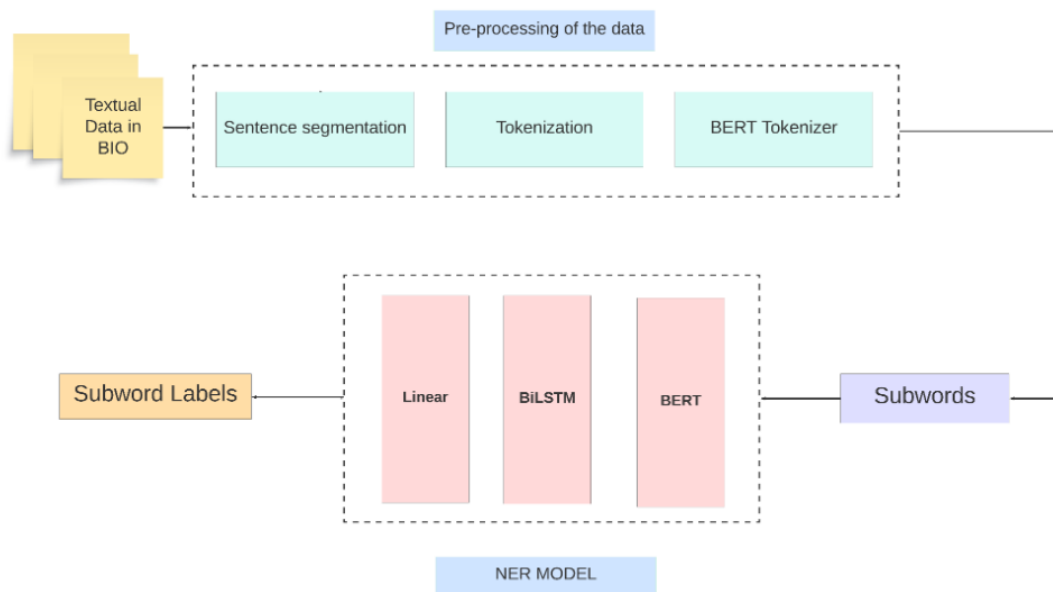 Pre-processing of the data
Textual
Data in
BIO
Sentence segmentation
Tokenization
BERT Tokenizer
Subword Labels
Linear
BiLSTM
BERT
Subwords
NER MODEL